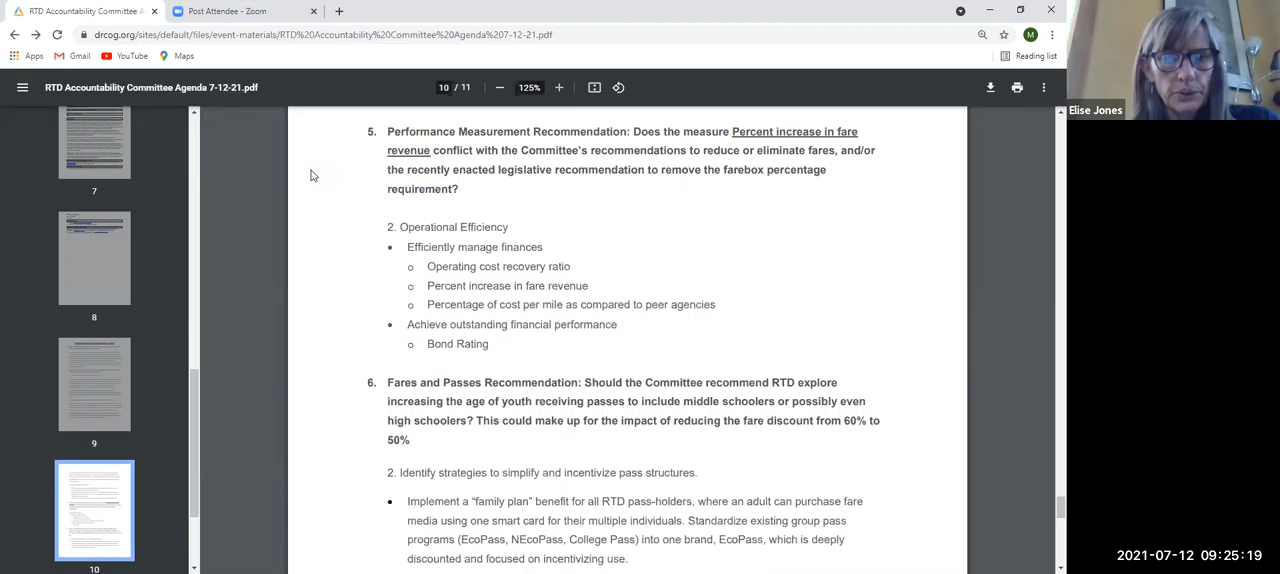 RTD Accountability Committee A
Post Attendee - Zoom
drcog.org/sites/default/files/event-materials/RTD%20Accountability%20Committee%20Agenda%207-12-21.pdf
M
Apps
Gmail
YouTube
Maps
Reading list
RTD Accountability Committee Agenda 7-12-21.pdf
10 / 11
125%
Elise Jones
7
8
9
10
5. Performance Measurement Recommendation: Does the measure Percent increase in fare
revenue conflict with the Committee's recommendations to reduce or eliminate fares, and/or
the recently enacted legislative recommendation to remove the farebox percentage
requirement?
2. Operational Efficiency
• Efficiently manage finances
o Operating cost recovery ratio
o Percent increase in fare revenue
o Percentage of cost per mile as compared to peer agencies
• Achieve outstanding financial performance
o Bond Rating
6. Fares and Passes Recommendation: Should the Committee recommend RTD explore
increasing the age of youth receiving passes to include middle schoolers or possibly even
high schoolers? This could make up for the impact of reducing the fare discount from 60% to
50%
2. Identify strategies to simplify and incentivize pass structures.
• Implement a "family plan" benefit for all RTD pass-holders, where an adult can purchase fare
media using one smart card for their multiple individuals. Standardize existing group pass
programs (EcoPass, NEcoPass, College Pass) into one brand, EcoPass, which is deeply
discounted and focused on incentivizing use.
2021-07-12 09:25:19